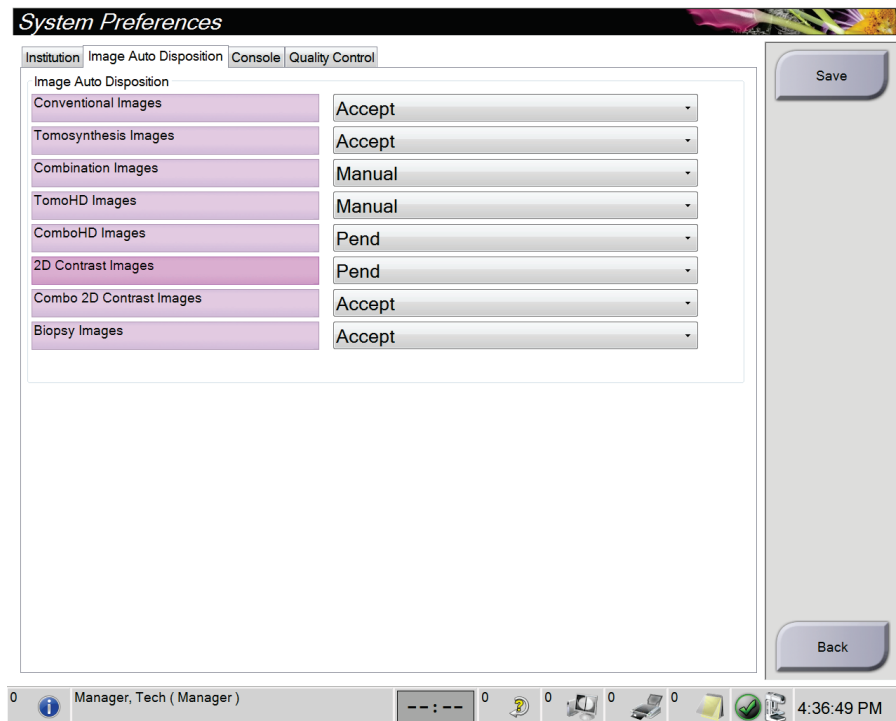 System Preferences
Institution Image Auto Disposition Console Quality Control
Save
Image Auto Disposition
Conventional Images Accept
Tomosynthesis Images Accept
Combination Images Manual
TomoHD Images Manual
ComboHD Images Pend
2D Contrast Images Pend
Combo 2D Contrast Images Accept
Biopsy Images Accept
Back
0 Manager, Tech ( Manager ) --:-- 0 0 0 0 4:36:49 PM